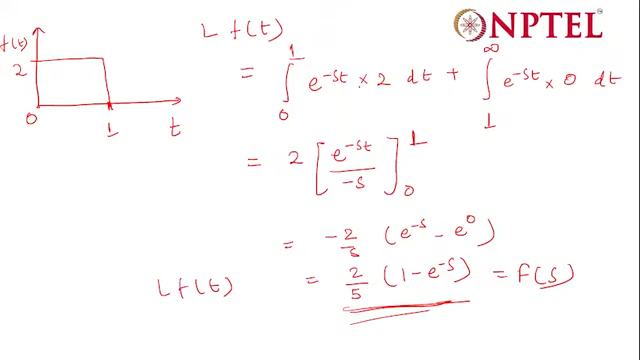 NPTEL
f(t)
2
0
1
t
L f(t)
= ∫₀¹ e^-st × 2 dt + ∫₁^∞ e^-st × 0 dt
= 2 [ e^-st / -s ]₀¹
= -2/s (e^-s - e^0)
L f(t) = 2/s (1 - e^-s) = F(s)